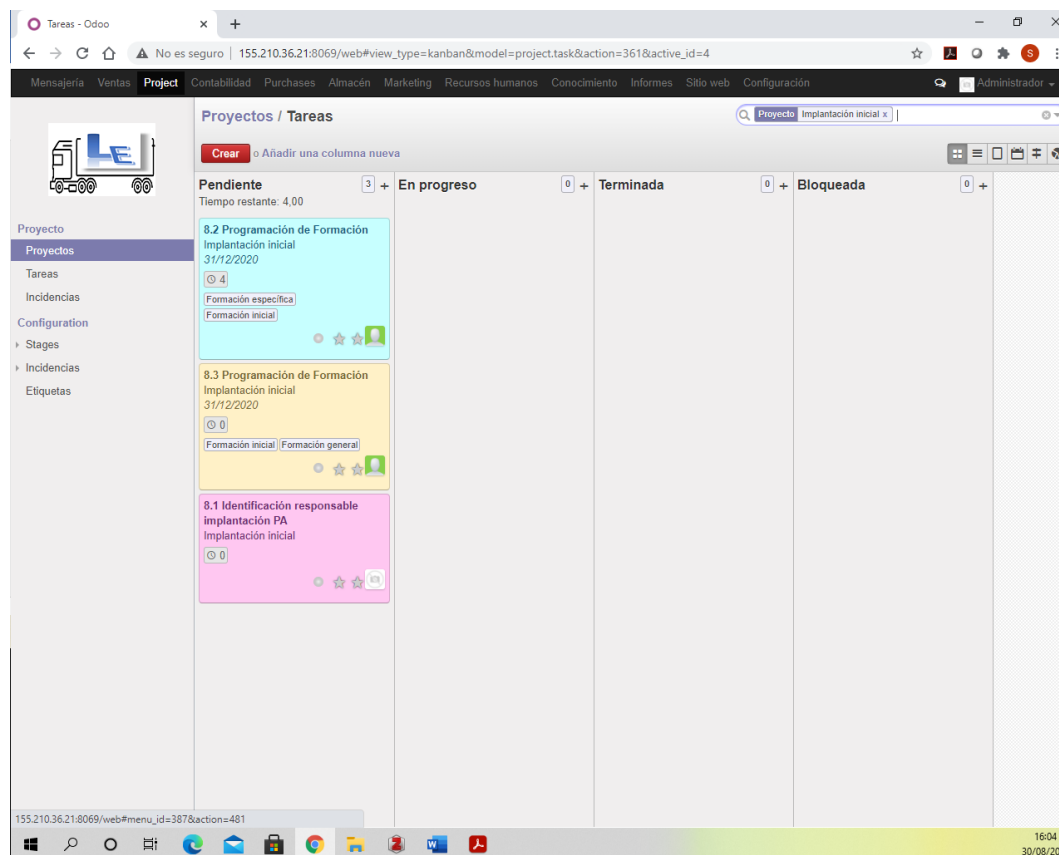 Tareas - Odoo
No es seguro | 155.210.36.21:8069/web#view_type=kanban&model=project.task&action=361&active_id=4
S
Mensajería Ventas Project Contabilidad Purchases Almacén Marketing Recursos humanos Conocimiento Informes Sitio web Configuración Administrador
LE
Proyectos / Tareas
Proyecto Implantación inicial x
Crear o Añadir una columna nueva
Proyecto
Proyectos
Tareas
Incidencias
Configuration
Stages
Incidencias
Etiquetas
Pendiente 3 +
Tiempo restante: 4,00
8.2 Programación de Formación
Implantación inicial
31/12/2020
4
Formación específica
Formación inicial
8.3 Programación de Formación
Implantación inicial
31/12/2020
0
Formación inicial Formación general
8.1 Identificación responsable
implantación PA
Implantación inicial
0
En progreso 0 +
Terminada 0 +
Bloqueada 0 +
155.210.36.21:8069/web#menu_id=387&action=481
16:04
30/08/20